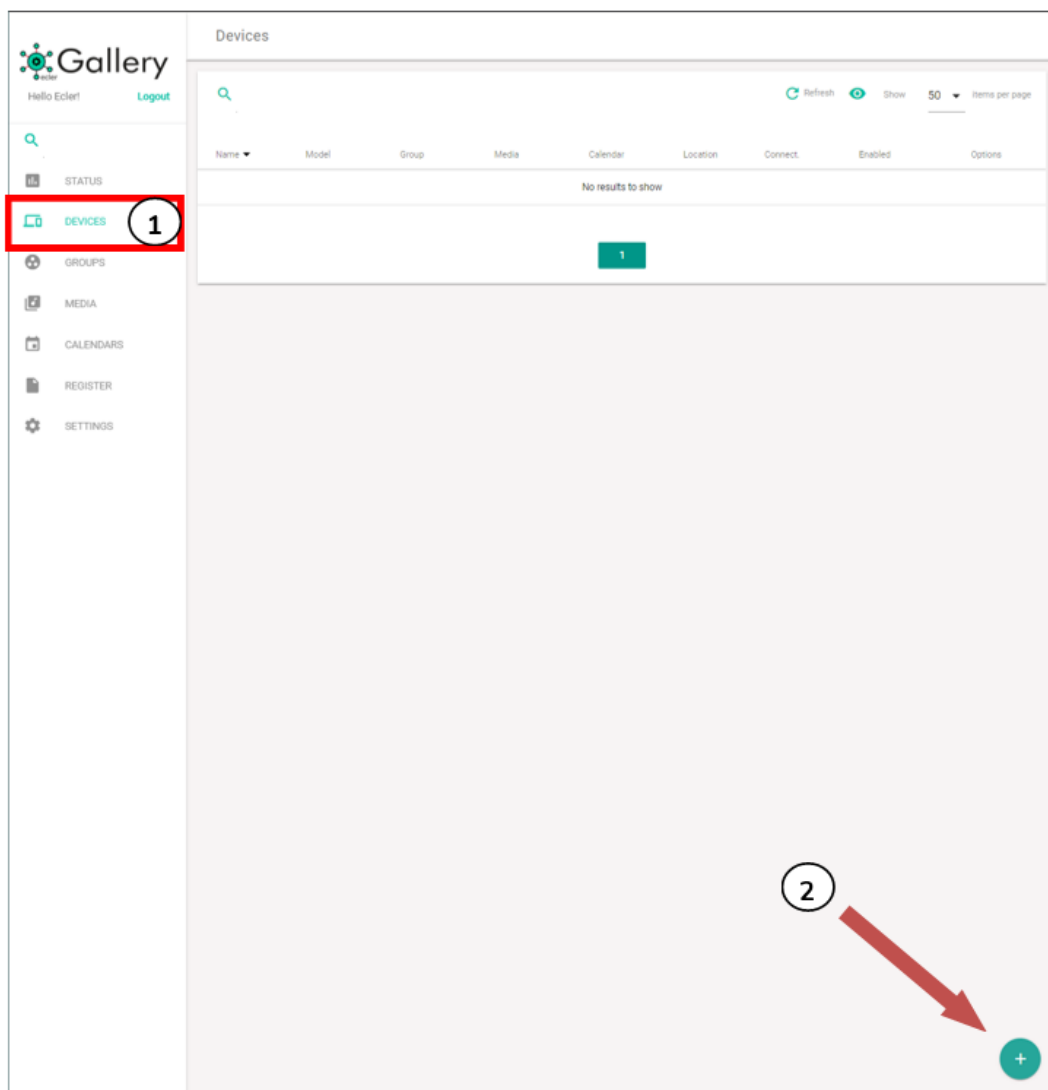 Devices
Gallery
ecler
Hello Ecler! Logout
Refresh Show 50 items per page
Name Model Group Media Calendar Location Connect. Enabled Options
No results to show
1
STATUS
DEVICES 1
GROUPS
MEDIA
CALENDARS
REGISTER
SETTINGS
2
+